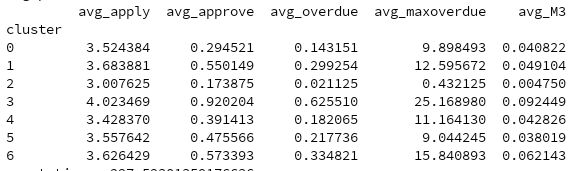 avg_apply avg_approve avg_overdue avg_maxoverdue avg_M3
cluster
0 3.524384 0.294521 0.143151 9.898493 0.040822
1 3.683881 0.550149 0.299254 12.595672 0.049104
2 3.007625 0.173875 0.021125 0.432125 0.004750
3 4.023469 0.920204 0.625510 25.168980 0.092449
4 3.428370 0.391413 0.182065 11.164130 0.042826
5 3.557642 0.475566 0.217736 9.044245 0.038019
6 3.626429 0.573393 0.334821 15.840893 0.062143